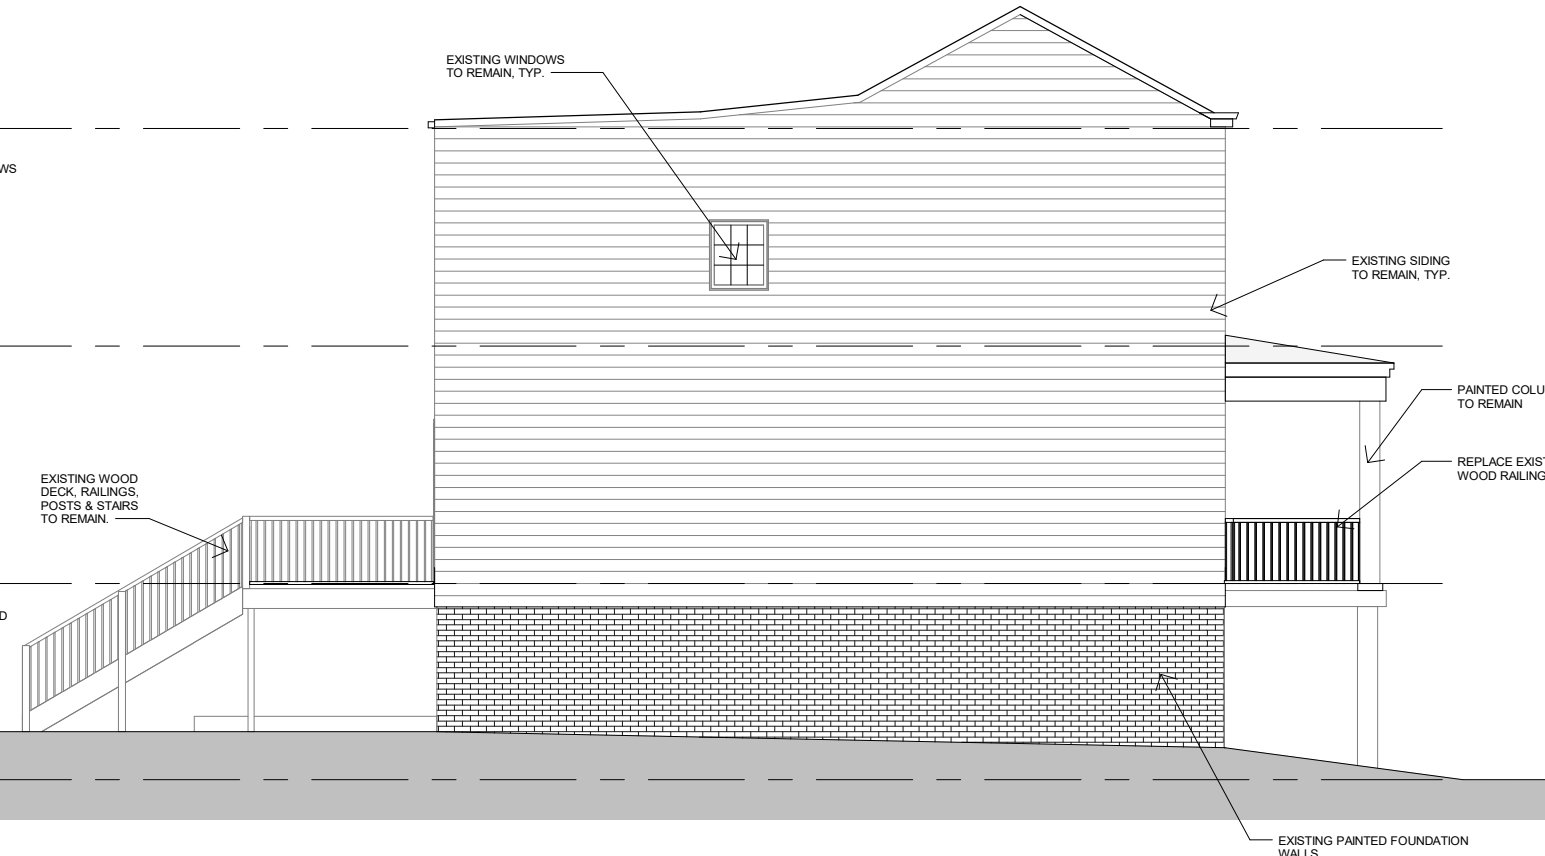 EXISTING WINDOWS
TO REMAIN, TYP.
WS
EXISTING SIDING
TO REMAIN, TYP.
PAINTED COLU
TO REMAIN
REPLACE EXIST
WOOD RAILING
EXISTING WOOD
DECK, RAILINGS,
POSTS & STAIRS
TO REMAIN.
D
EXISTING PAINTED FOUNDATION
WALLS